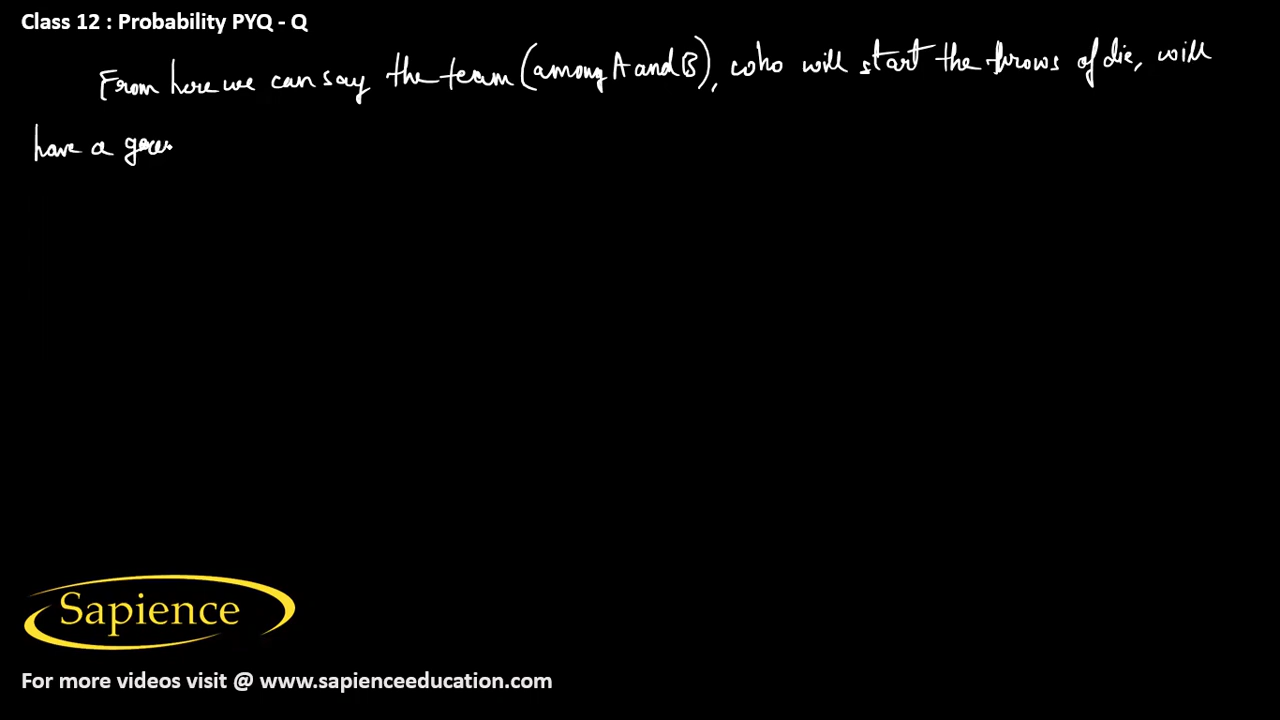 Class 12 : Probability PYQ - Q
From here we can say the team (among A and B), who will start the throws of die, will
have a
Sapience
For more videos visit @ www.sapienceeducation.com